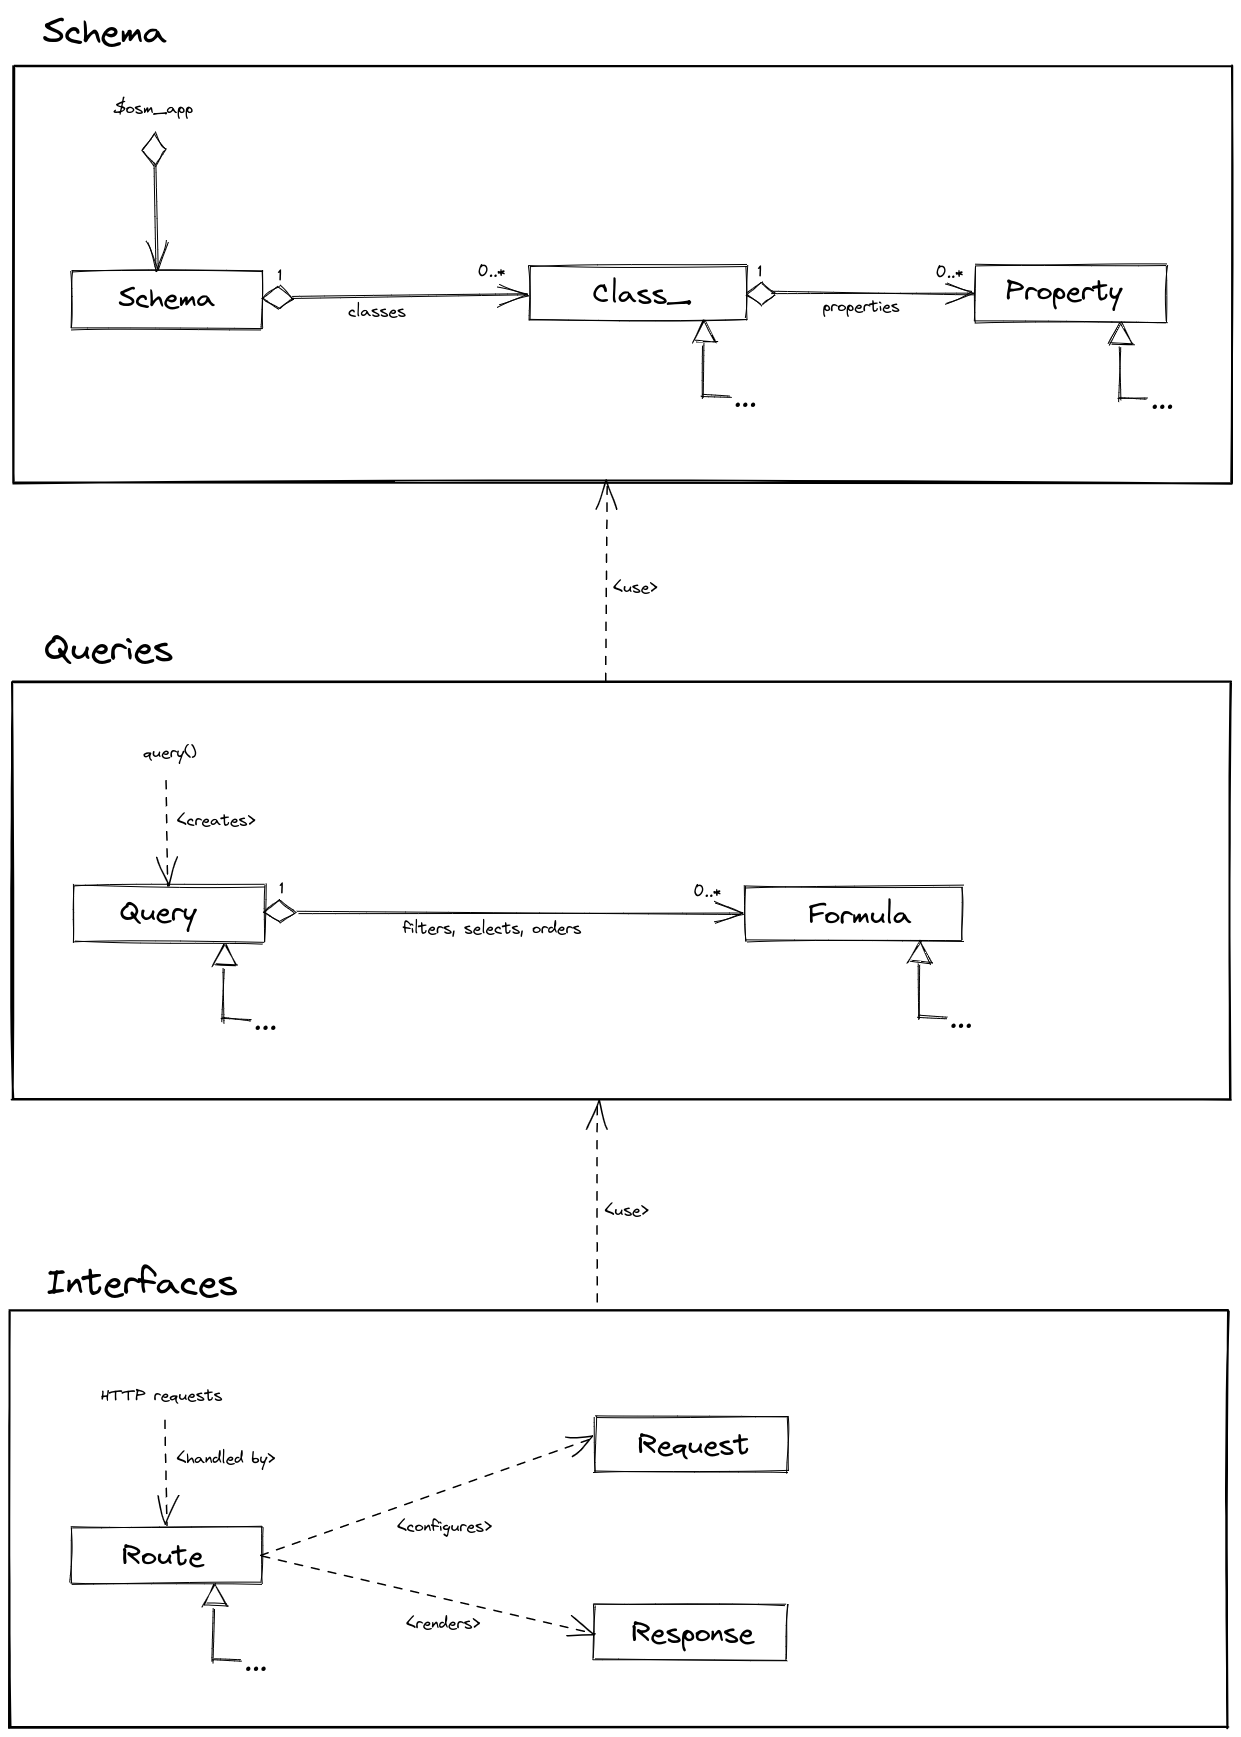 Schema
$osm_app
Schema
1
classes
0..*
Class_
1
properties
0..*
Property
...
...
<use>
Queries
query()
<creates>
Query
1
filters, selects, orders
0..*
Formula
...
...
<use>
Interfaces
HTTP requests
<handled by>
Route
<configures>
Request
<renders>
Response
...